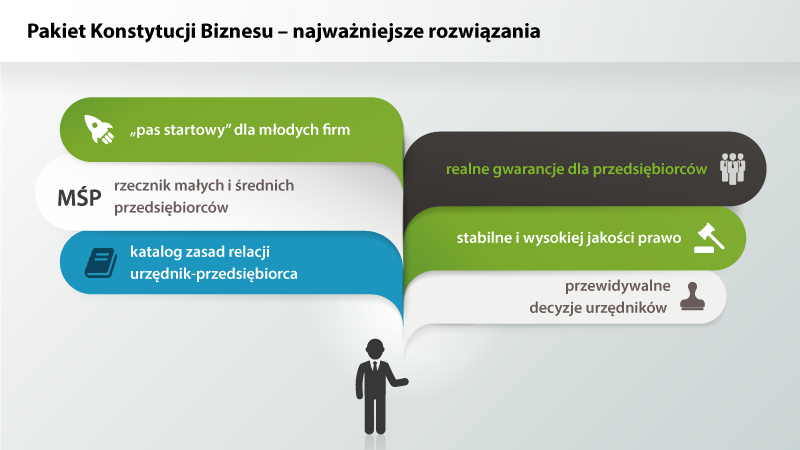 Pakiet Konstytucji Biznesu – najważniejsze rozwiązania
„pas startowy” dla młodych firm
MŚP
rzecznik małych i średnich
przedsiębiorców
katalog zasad relacji
urzędnik-przedsiębiorca
realne gwarancje dla przedsiębiorców
stabilne i wysokiej jakości prawo
przewidywalne
decyzje urzędników